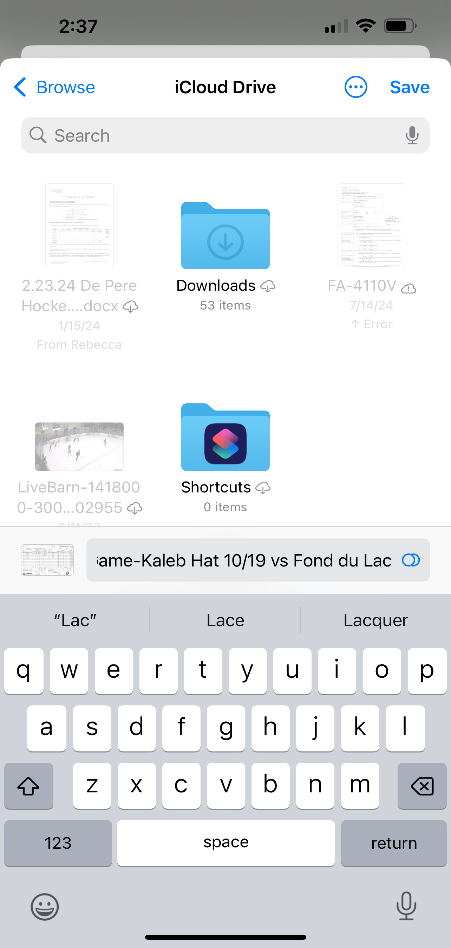 2:37
Browse
iCloud Drive
Save
Search
2.23.24 De Pere
Hocke....docx
1/15/24
From Rebecca
Downloads
53 items
FA-4110V
7/14/24
↑ Error
LiveBarn-141800
0-300...02955
Shortcuts
0 items
Game-Kaleb Hat 10/19 vs Fond du Lac
“Lac”
Lace
Lacquer
q w e r t y u i o p
a s d f g h j k l
z x c v b n m
123
space
return